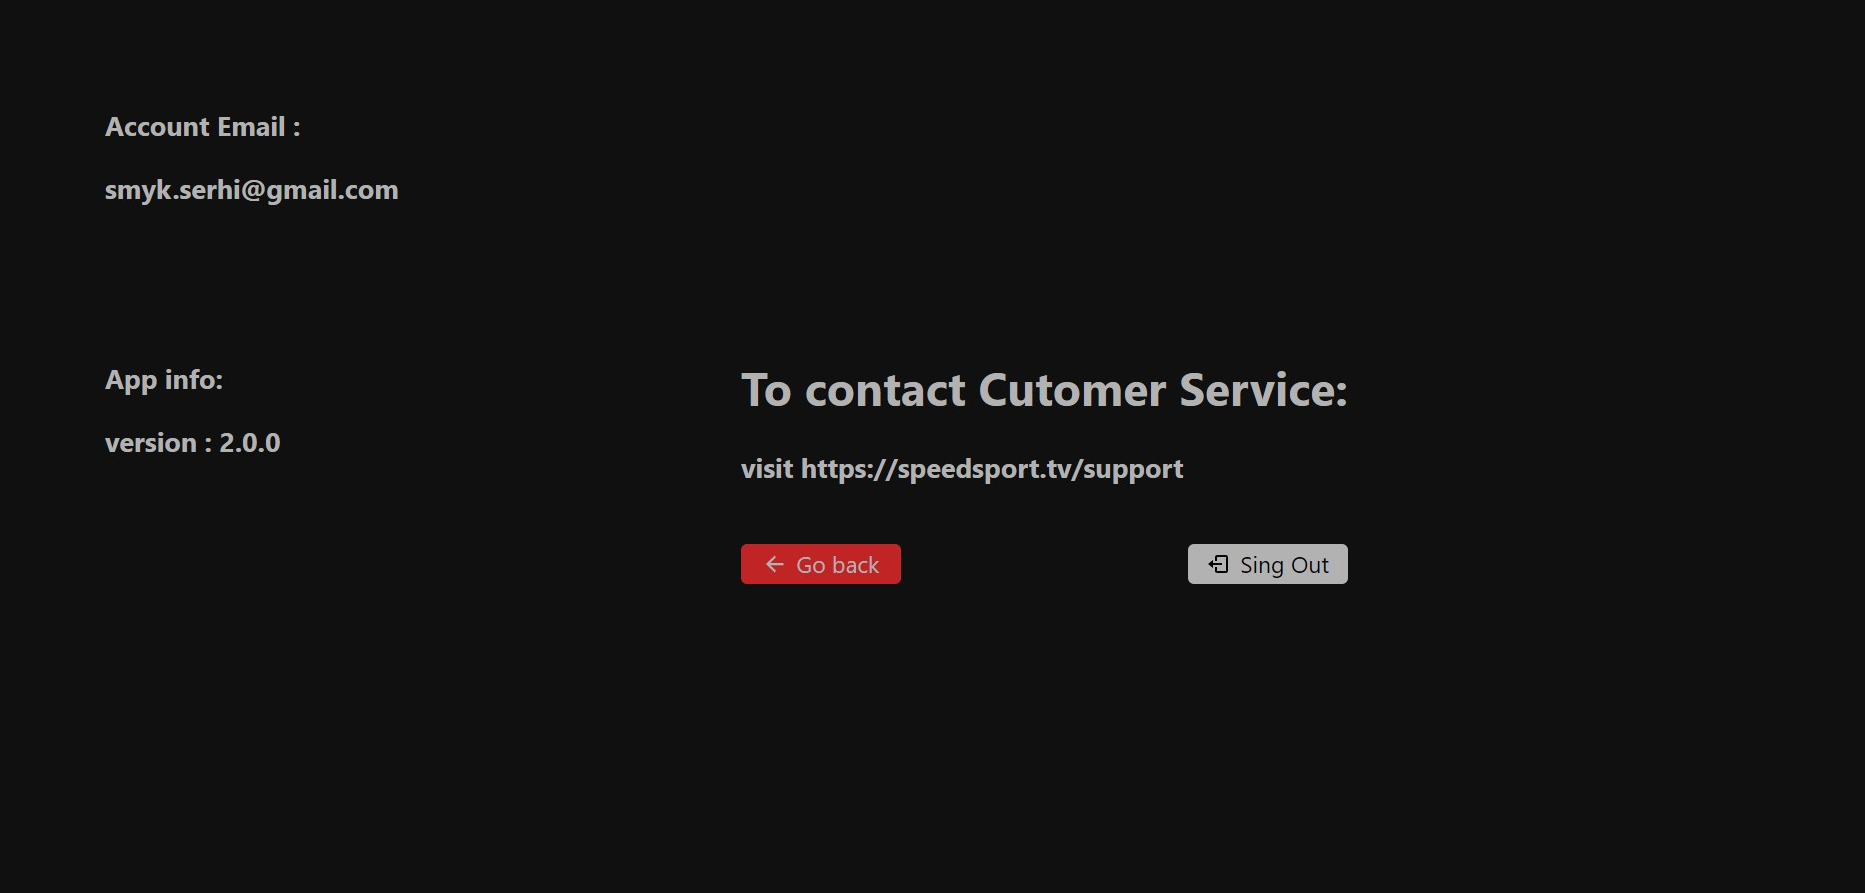 Account Email :
smyk.serhi@gmail.com
App info:
version : 2.0.0
To contact Cutomer Service:
visit https://speedsport.tv/support
Go back
Sing Out